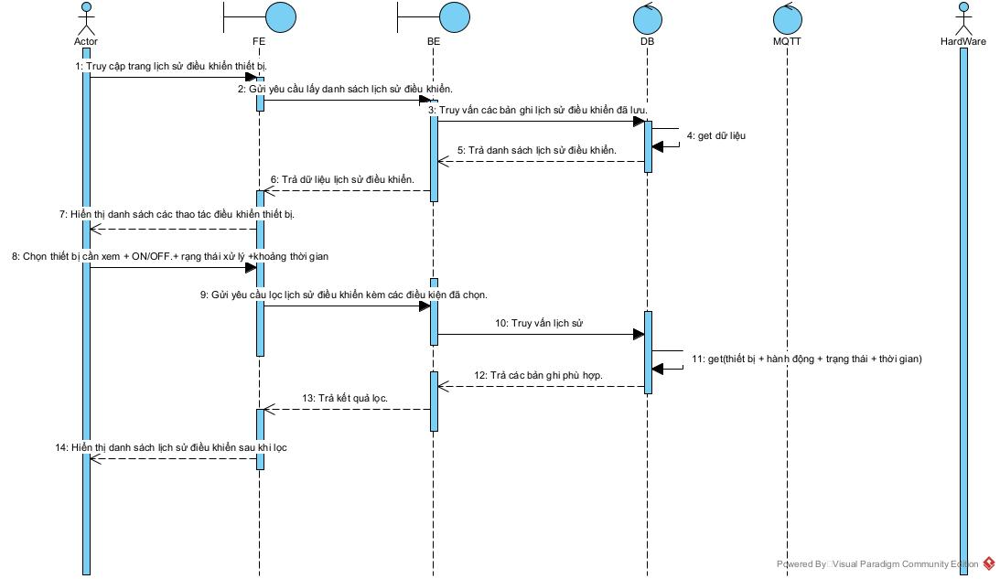 Actor
FE
BE
DB
MQTT
HardWare
1: Truy cập trang lịch sử điều khiển thiết bị.
2: Gửi yêu cầu lấy danh sách lịch sử điều khiển.
3: Truy vấn các bản ghi lịch sử điều khiển đã lưu.
4: get dữ liệu
5: Trả danh sách lịch sử điều khiển.
6: Trả dữ liệu lịch sử điều khiển.
7: Hiển thị danh sách các thao tác điều khiển thiết bị.
8: Chọn thiết bị cần xem + ON/OFF.+ rạng thái xử lý +khoảng thời gian
9: Gửi yêu cầu lọc lịch sử điều khiển kèm các điều kiện đã chọn.
10: Truy vấn lịch sử
11: get(thiết bị + hành động + trạng thái + thời gian)
12: Trả các bản ghi phù hợp.
13: Trả kết quả lọc.
14: Hiển thị danh sách lịch sử điều khiển sau khi lọc
Powered By Visual Paradigm Community Edition